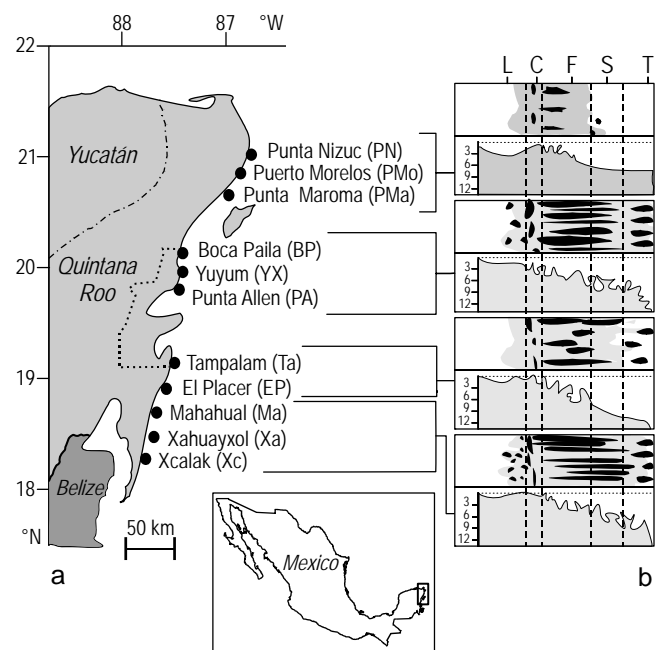 88 87 °W
22
21
20
19
18
°N
Yucatán
Quintana
Roo
Belize
Punta Nizuc (PN)
Puerto Morelos (PMo)
Punta Maroma (PMa)
Boca Paila (BP)
Yuyum (YX)
Punta Allen (PA)
Tampalam (Ta)
El Placer (EP)
Mahahual (Ma)
Xahuayxol (Xa)
Xcalak (Xc)
50 km
a
Mexico
L C F S T
3
6
9
12
3
6
9
12
3
6
9
12
3
6
9
12
b